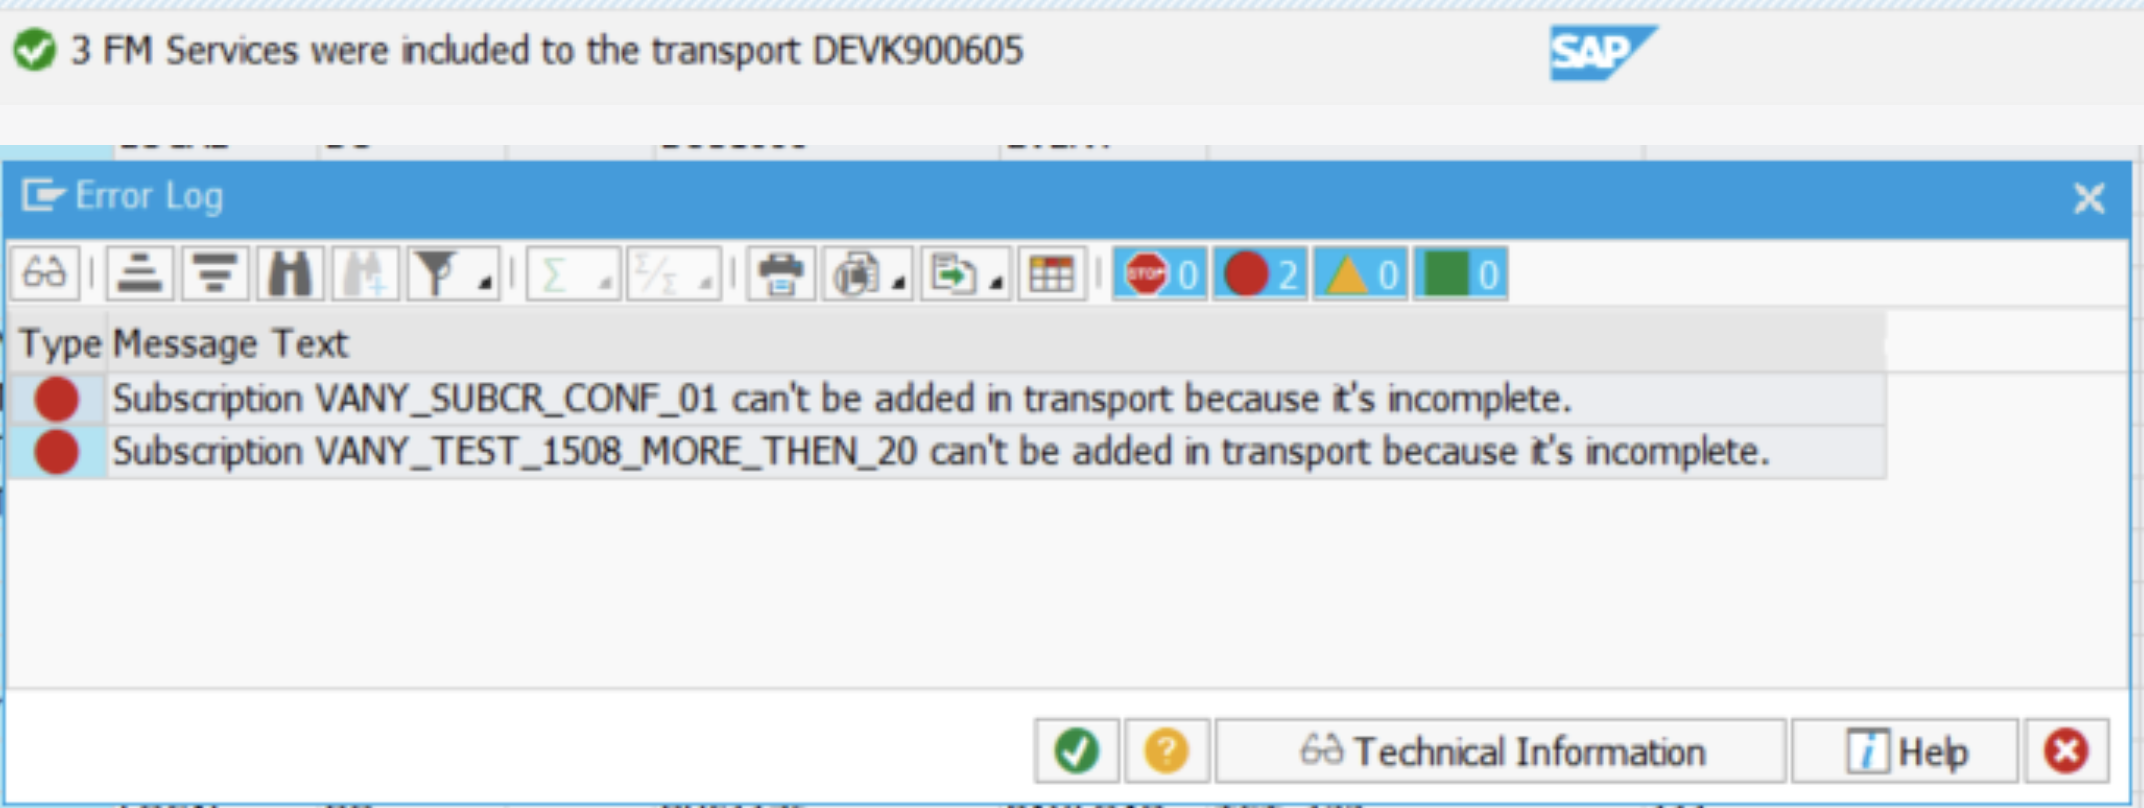 3 FM Services were included to the transport DEVK900605
SAP
Error Log
STOP 0 2 0 0
Type Message Text
Subscription VANY_SUBCR_CONF_01 can't be added in transport because it's incomplete.
Subscription VANY_TEST_1508_MORE_THEN_20 can't be added in transport because it's incomplete.
Technical Information
Help